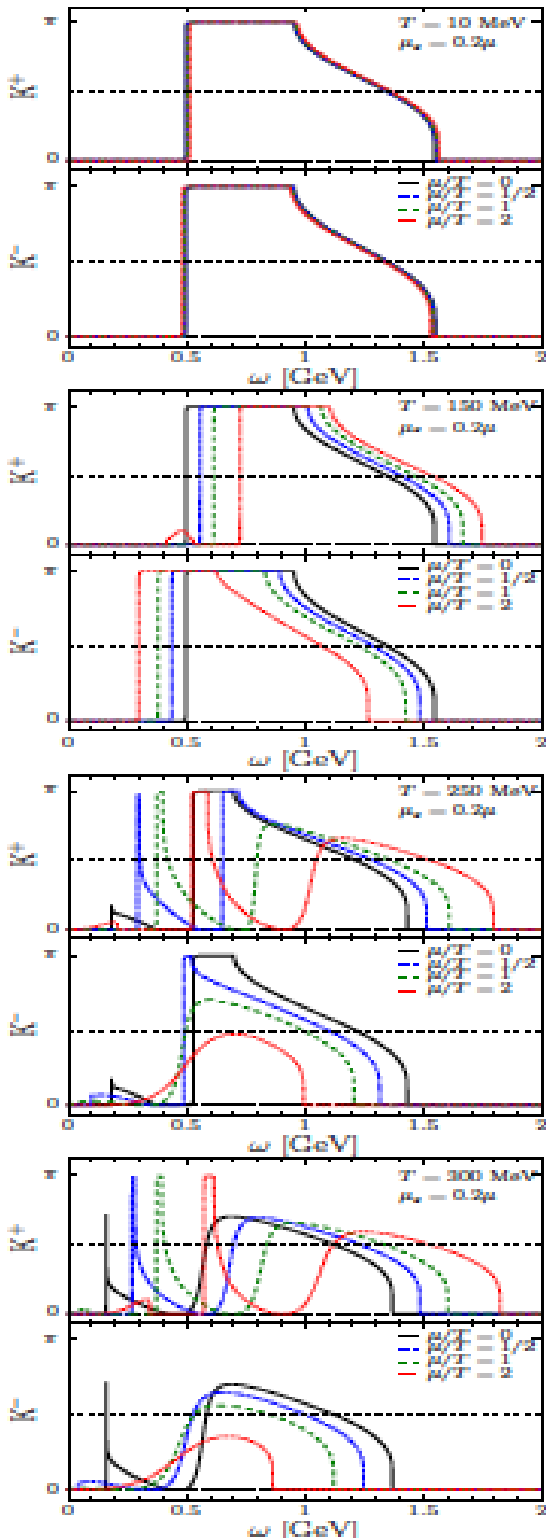 π
T = 10 MeV
μₛ = 0.2μ
K⁺
0
π
μ/T = 0
μ/T = 1/2
μ/T = 1
μ/T = 2
K⁻
0
0 0.5 1 1.5 2
ω [GeV]
π
T = 150 MeV
μₛ = 0.2μ
K⁺
0
μ/T = 0
μ/T = 1/2
μ/T = 1
μ/T = 2
π
K⁻
0
0 0.5 1 1.5 2
ω [GeV]
π
T = 250 MeV
μₛ = 0.2μ
K⁺
0
μ/T = 0
μ/T = 1/2
μ/T = 1
μ/T = 2
π
K⁻
0
0 0.5 1 1.5 2
ω [GeV]
π
T = 300 MeV
μₛ = 0.2μ
K⁺
0
μ/T = 0
μ/T = 1/2
μ/T = 1
μ/T = 2
π
K⁻
0
0 0.5 1 1.5 2
ω [GeV]